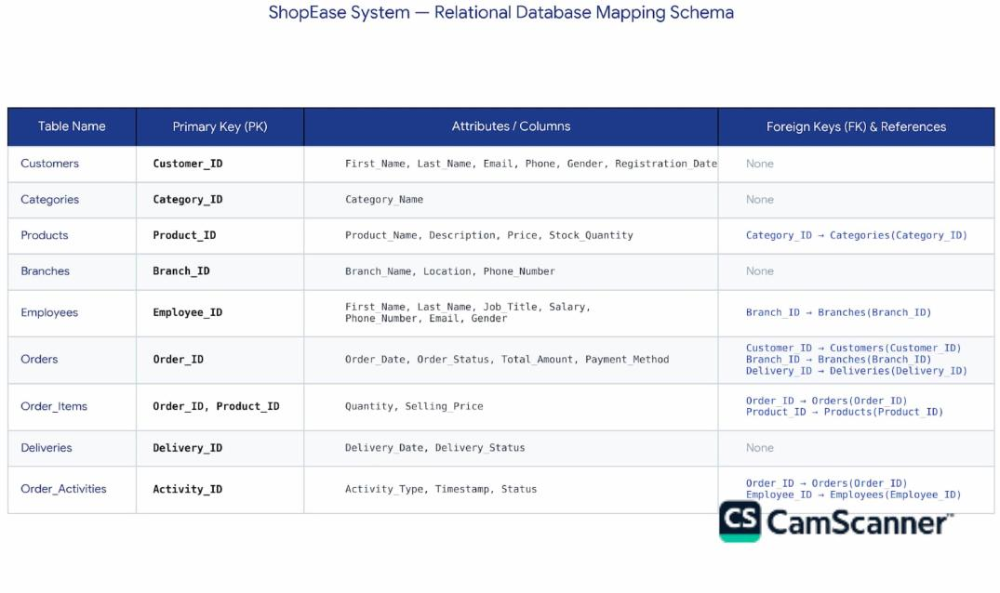 ShopEase System — Relational Database Mapping Schema
Table Name Primary Key (PK) Attributes / Columns Foreign Keys (FK) & References
Customers Customer_ID First_Name, Last_Name, Email, Phone, Gender, Registration_Date None
Categories Category_ID Category_Name None
Products Product_ID Product_Name, Description, Price, Stock_Quantity Category_ID → Categories(Category_ID)
Branches Branch_ID Branch_Name, Location, Phone_Number None
Employees Employee_ID First_Name, Last_Name, Job_Title, Salary,
Phone_Number, Email, Gender
Branch_ID → Branches(Branch_ID)
Orders Order_ID Order_Date, Order_Status, Total_Amount, Payment_Method
Customer_ID → Customers(Customer_ID)
Branch_ID → Branches(Branch_ID)
Delivery_ID → Deliveries(Delivery_ID)
Order_Items Order_ID, Product_ID Quantity, Selling_Price
Order_ID → Orders(Order_ID)
Product_ID → Products(Product_ID)
Deliveries Delivery_ID Delivery_Date, Delivery_Status None
Order_Activities Activity_ID Activity_Type, Timestamp, Status
Order_ID → Orders(Order_ID)
Employee_ID → Employees(Employee_ID)
CS CamScanner™